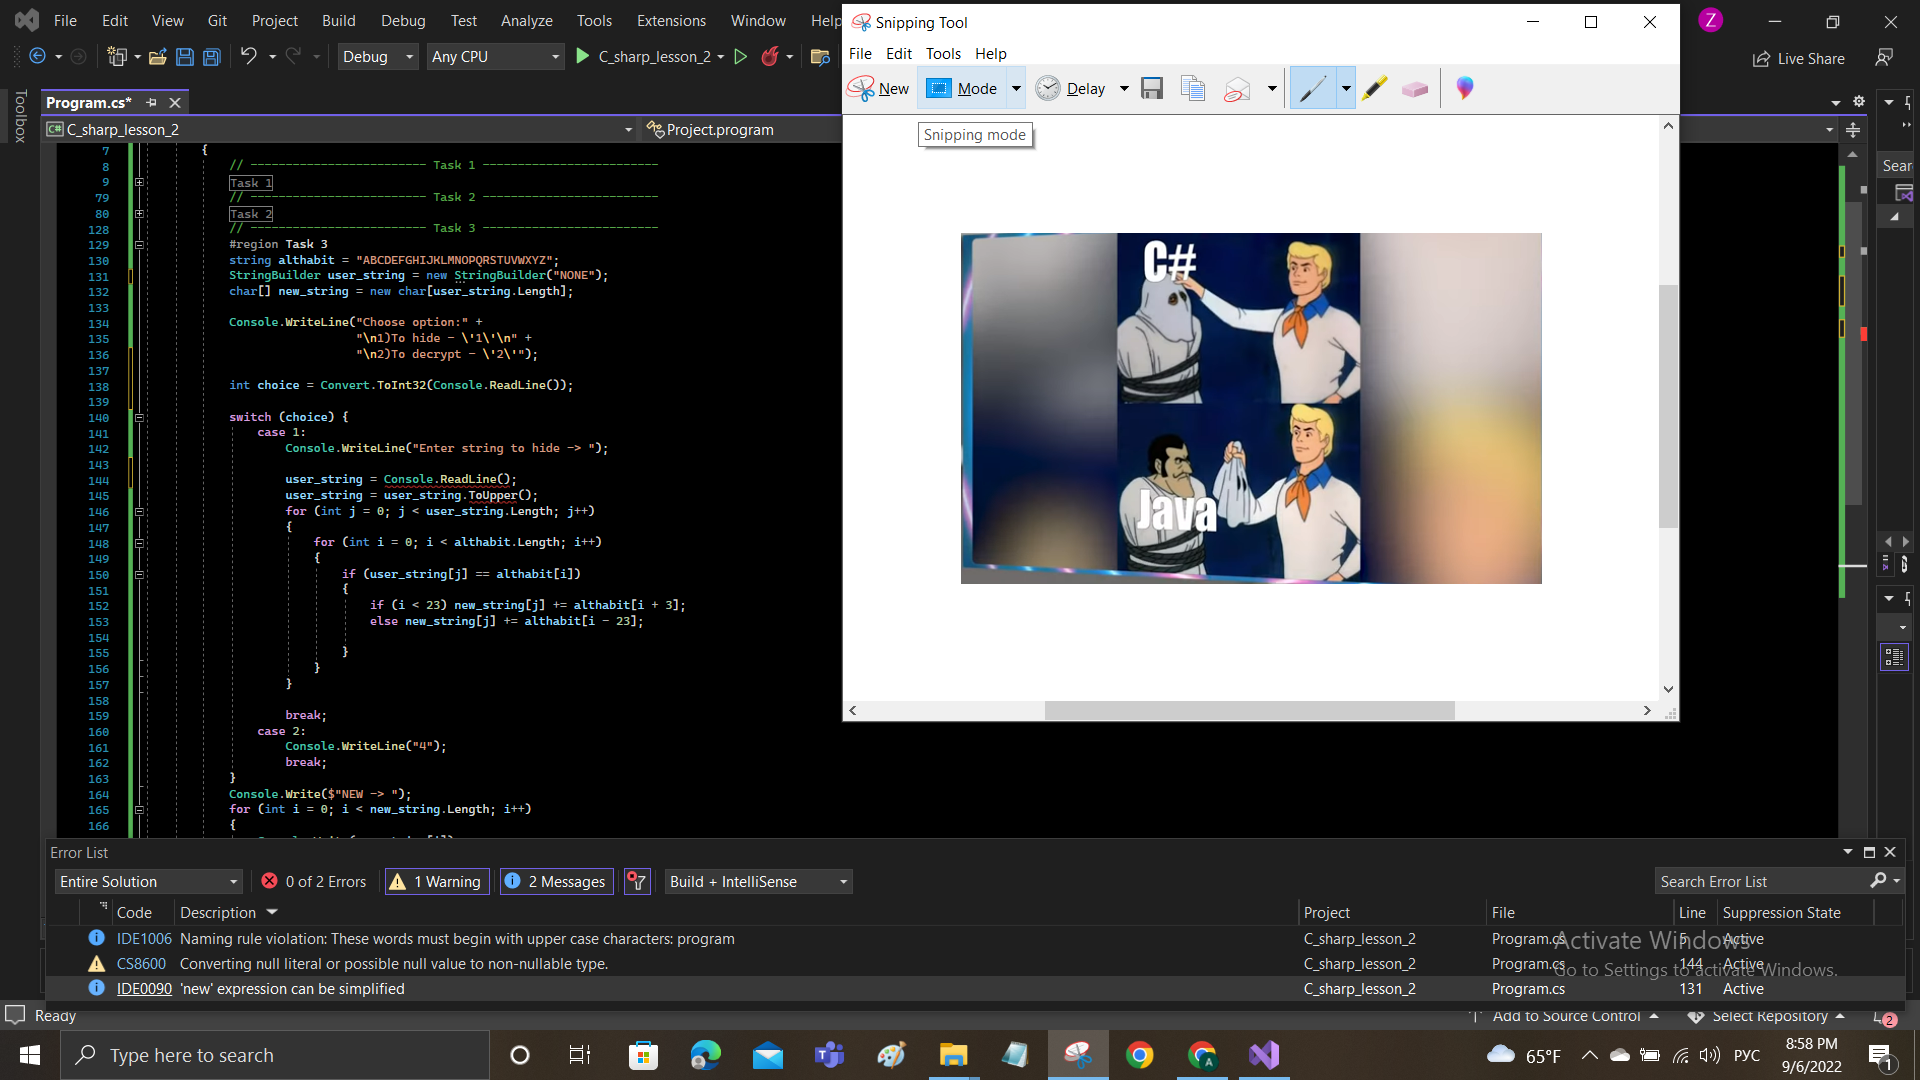 File Edit View Git Project Build Debug Test Analyze Tools Extensions Window Help
Z
Debug Any CPU C_sharp_lesson_2
Live Share
Toolbox
Program.cs*
C_sharp_lesson_2 Project.program
7 {
8 // ------------------------- Task 1 -------------------------
9 Task 1
79 // ------------------------- Task 2 -------------------------
80 Task 2
128 // ------------------------- Task 3 -------------------------
129 #region Task 3
130 string althabit = "ABCDEFGHIJKLMNOPQRSTUVWXYZ";
131 StringBuilder user_string = new StringBuilder("NONE");
132 char[] new_string = new char[user_string.Length];
133
134 Console.WriteLine("Choose option:" +
135 "\n1)To hide - \'1\'\n" +
136 "\n2)To decrypt - \'2\'");
137
138 int choice = Convert.ToInt32(Console.ReadLine());
139
140 switch (choice) {
141 case 1:
142 Console.WriteLine("Enter string to hide -> ");
143
144 user_string = Console.ReadLine();
145 user_string = user_string.ToUpper();
146 for (int j = 0; j < user_string.Length; j++)
147 {
148 for (int i = 0; i < althabit.Length; i++)
149 {
150 if (user_string[j] == althabit[i])
151 {
152 if (i < 23) new_string[j] += althabit[i + 3];
153 else new_string[j] += althabit[i - 23];
154
155 }
156 }
157 }
158
159 break;
160 case 2:
161 Console.WriteLine("4");
162 break;
163 }
164 Console.Write($"NEW -> ");
165 for (int i = 0; i < new_string.Length; i++)
166 {
Snipping Tool
File Edit Tools Help
New Mode Delay
Snipping mode
C#
Java
Sear
Error List
Entire Solution 0 of 2 Errors 1 Warning 2 Messages Build + IntelliSense Search Error List
Code Description Project File Line Suppression State
IDE1006 Naming rule violation: These words must begin with upper case characters: program C_sharp_lesson_2 Program.cs 5 Active
CS8600 Converting null literal or possible null value to non-nullable type. C_sharp_lesson_2 Program.cs 144 Active
IDE0090 'new' expression can be simplified C_sharp_lesson_2 Program.cs 131 Active
Activate Windows
Go to Settings to activate Windows.
Ready Add to Source Control Select Repository 2
Type here to search
65°F РУС 8:58 PM
9/6/2022
1